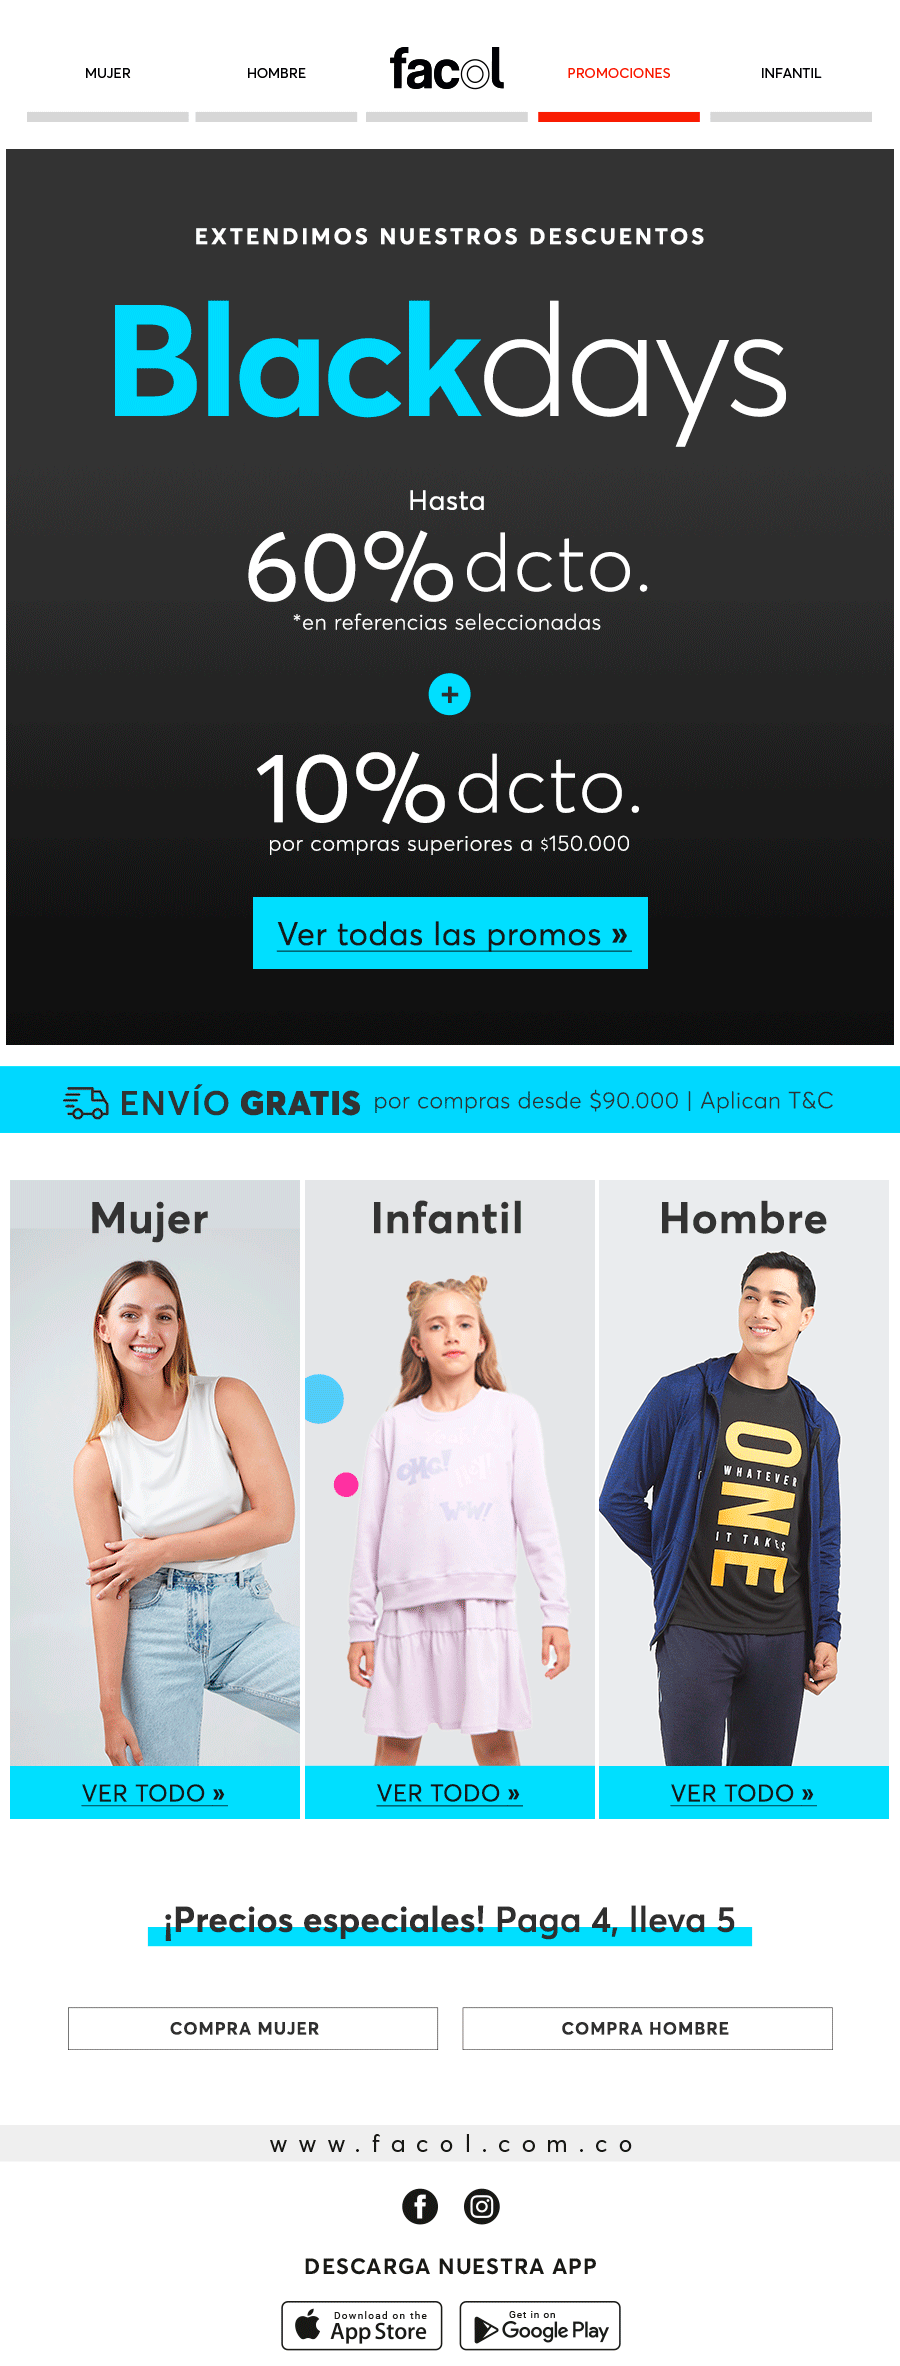 MUJER
HOMBRE
facol
PROMOCIONES
INFANTIL
EXTENDIMOS NUESTROS DESCUENTOS
Blackdays
Hasta
60% dcto.
*en referencias seleccionadas
+
10% dcto.
por compras superiores a $150.000
Ver todas las promos »
ENVÍO GRATIS por compras desde $90.000 | Aplican T&C
Mujer
Infantil
Hombre
OMG!
WOW!
ONE
WHATEVER
IT TAKES
VER TODO »
VER TODO »
VER TODO »
¡Precios especiales! Paga 4, lleva 5
COMPRA MUJER
COMPRA HOMBRE
www.facol.com.co
DESCARGA NUESTRA APP
Download on the
App Store
Get in on
Google Play